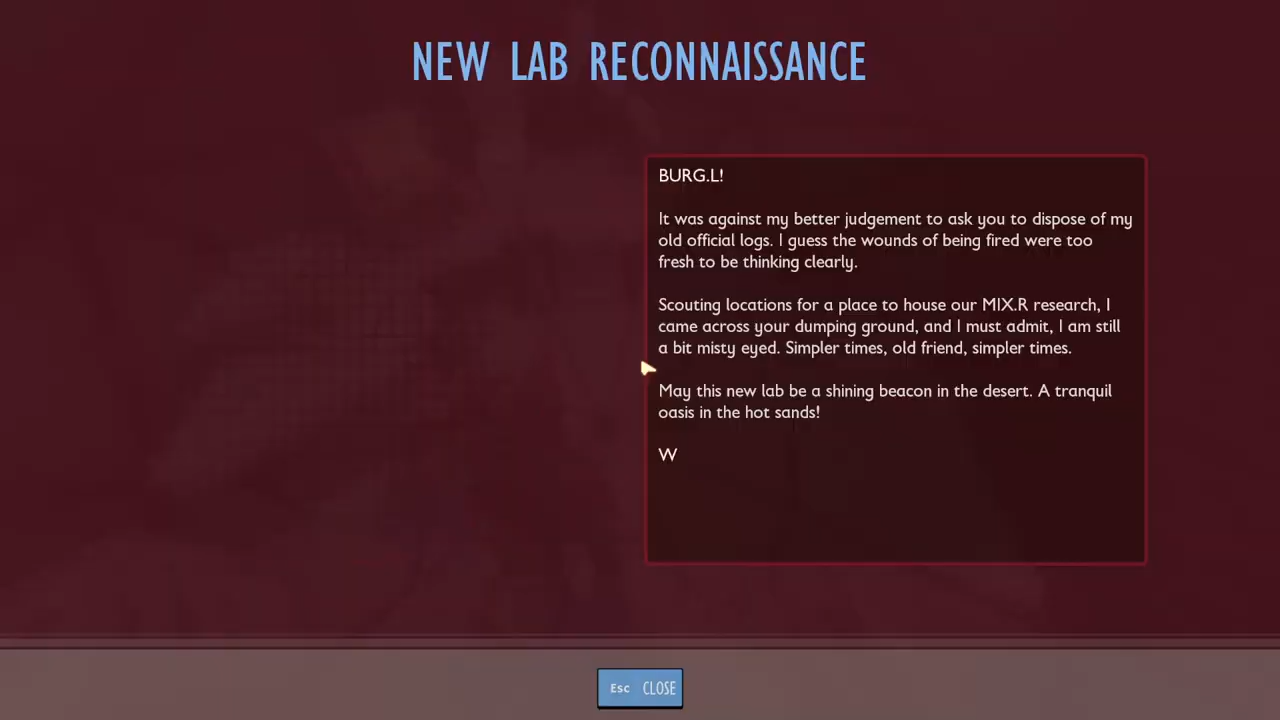 NEW LAB RECONNAISSANCE
BURG.L!
It was against my better judgement to ask you to dispose of my
old official logs. I guess the wounds of being fired were too
fresh to be thinking clearly.
Scouting locations for a place to house our MIX.R research, I
came across your dumping ground, and I must admit, I am still
a bit misty eyed. Simpler times, old friend, simpler times.
May this new lab be a shining beacon in the desert. A tranquil
oasis in the hot sands!
W
Esc CLOSE